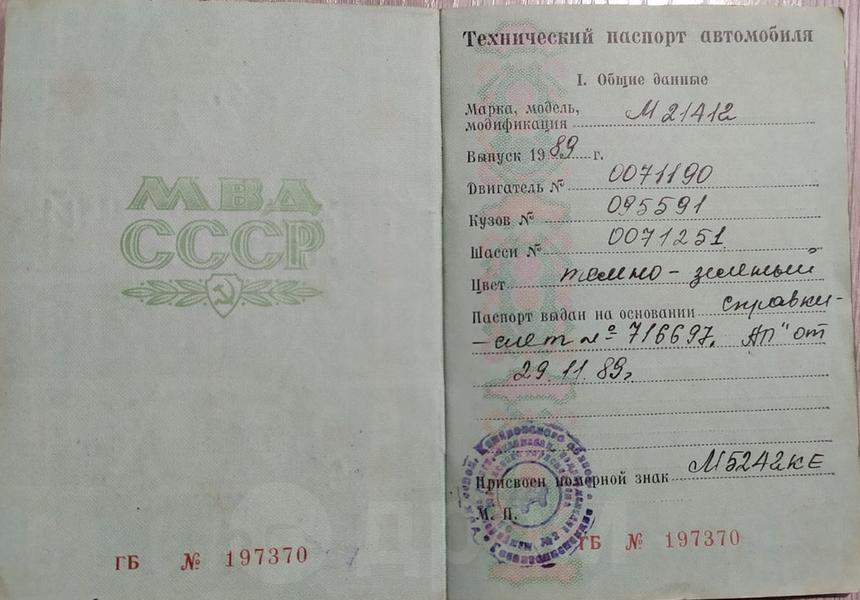 МВД
СССР
ГБ № 197370
Технический паспорт автомобиля
I. Общие данные
Марка, модель,
модификация М 21412
Выпуск 1989 г.
Двигатель № 0071190
Кузов № 095591
Шасси № 0071251
Цвет темно-зеленый
Паспорт выдан на основании справки-
-счет № 716697, АП" от
29.11.89г
Присвоен номерной знак М5242КЕ
М. П.
ГБ № 197370